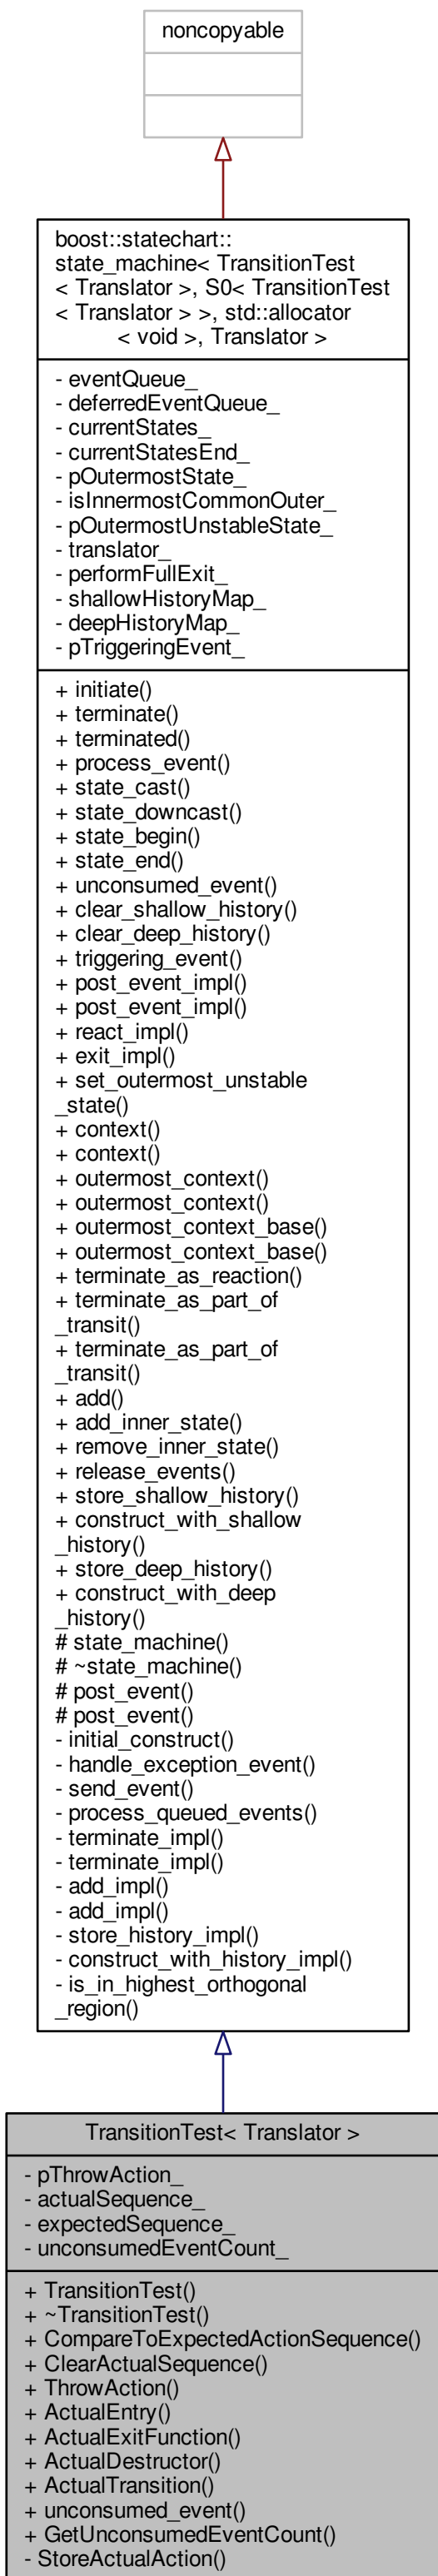 noncopyable
boost::statechart::
state_machine< TransitionTest
< Translator >, S0< TransitionTest
< Translator > >, std::allocator
< void >, Translator >
- eventQueue_
- deferredEventQueue_
- currentStates_
- currentStatesEnd_
- pOutermostState_
- isInnermostCommonOuter_
- pOutermostUnstableState_
- translator_
- performFullExit_
- shallowHistoryMap_
- deepHistoryMap_
- pTriggeringEvent_
+ initiate()
+ terminate()
+ terminated()
+ process_event()
+ state_cast()
+ state_downcast()
+ state_begin()
+ state_end()
+ unconsumed_event()
+ clear_shallow_history()
+ clear_deep_history()
+ triggering_event()
+ post_event_impl()
+ post_event_impl()
+ react_impl()
+ exit_impl()
+ set_outermost_unstable
_state()
+ context()
+ context()
+ outermost_context()
+ outermost_context()
+ outermost_context_base()
+ outermost_context_base()
+ terminate_as_reaction()
+ terminate_as_part_of
_transit()
+ terminate_as_part_of
_transit()
+ add()
+ add_inner_state()
+ remove_inner_state()
+ release_events()
+ store_shallow_history()
+ construct_with_shallow
_history()
+ store_deep_history()
+ construct_with_deep
_history()
# state_machine()
# ~state_machine()
# post_event()
# post_event()
- initial_construct()
- handle_exception_event()
- send_event()
- process_queued_events()
- terminate_impl()
- terminate_impl()
- add_impl()
- add_impl()
- store_history_impl()
- construct_with_history_impl()
- is_in_highest_orthogonal
_region()
TransitionTest< Translator >
- pThrowAction_
- actualSequence_
- expectedSequence_
- unconsumedEventCount_
+ TransitionTest()
+ ~TransitionTest()
+ CompareToExpectedActionSequence()
+ ClearActualSequence()
+ ThrowAction()
+ ActualEntry()
+ ActualExitFunction()
+ ActualDestructor()
+ ActualTransition()
+ unconsumed_event()
+ GetUnconsumedEventCount()
- StoreActualAction()